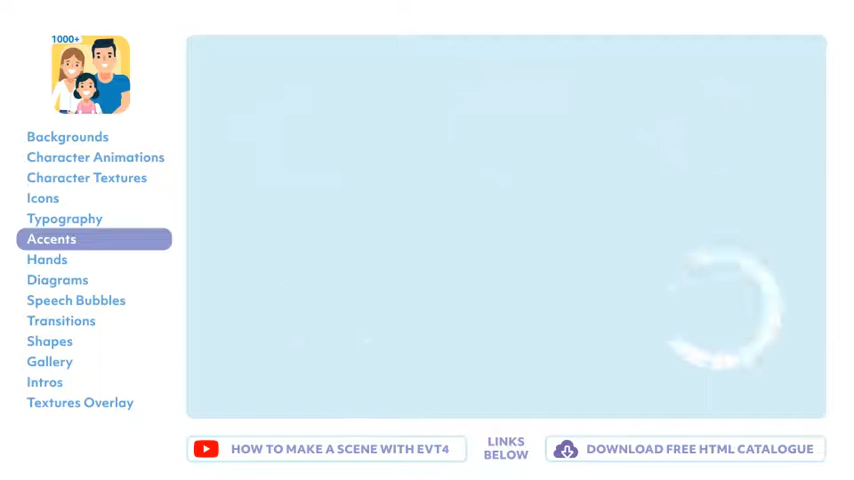 1000+
Backgrounds
Character Animations
Character Textures
Icons
Typography
Accents
Hands
Diagrams
Speech Bubbles
Transitions
Shapes
Gallery
Intros
Textures Overlay
HOW TO MAKE A SCENE WITH EVT4
LINKS
BELOW
DOWNLOAD FREE HTML CATALOGUE